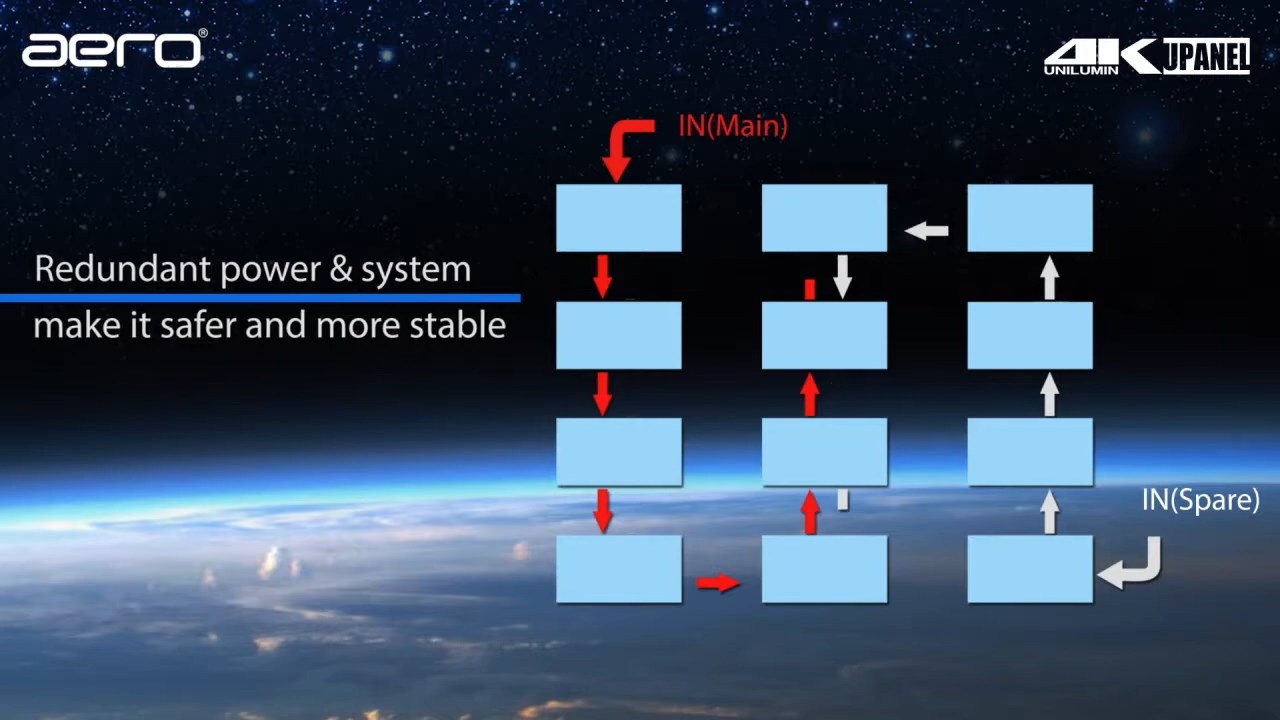 aero®
4K UPANEL
UNILUMIN
IN(Main)
Redundant power & system
make it safer and more stable
IN(Spare)